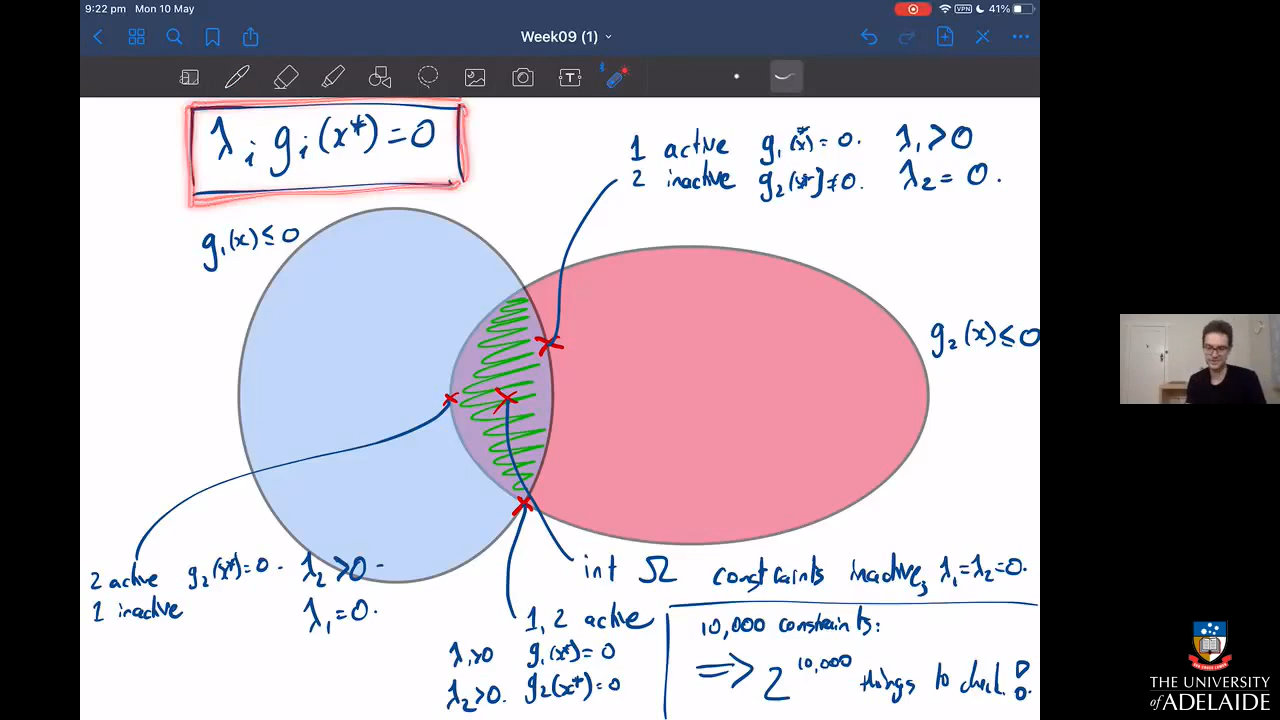 9:22 pm Mon 10 May
VPN 41%
Week09 (1)
T
λᵢ gᵢ(x*) = 0
1 active g₁(x*) = 0. λ₁ > 0
2 inactive g₂(x*) ≠ 0. λ₂ = 0.
g₁(x) ≤ 0
g₂(x) ≤ 0
2 active g₂(x*) = 0. λ₂ > 0.
1 inactive λ₁ = 0.
int Ω constraints inactive, λ₁ = λ₂ = 0.
1, 2 active
λ₁ > 0 g₁(x*) = 0
λ₂ > 0. g₂(x*) = 0
10,000 constraints:
⇒ 2^10,000 things to check!
THE UNIVERSITY
of ADELAIDE